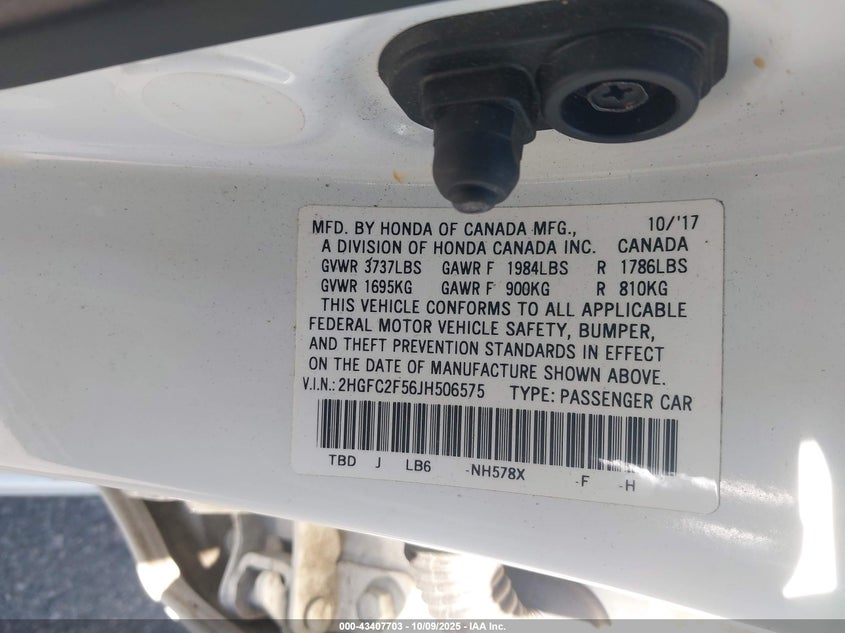 MFD. BY HONDA OF CANADA MFG., 10/'17
A DIVISION OF HONDA CANADA INC. CANADA
GVWR 3737LBS GAWR F 1984LBS R 1786LBS
GVWR 1695KG GAWR F 900KG R 810KG
THIS VEHICLE CONFORMS TO ALL APPLICABLE
FEDERAL MOTOR VEHICLE SAFETY, BUMPER,
AND THEFT PREVENTION STANDARDS IN EFFECT
ON THE DATE OF MANUFACTURE SHOWN ABOVE.
V.I.N.: 2HGFC2F56JH506575 TYPE: PASSENGER CAR
TBD J LB6 -NH578X -F -H
000-43407703 - 10/09/2025 - IAA Inc.